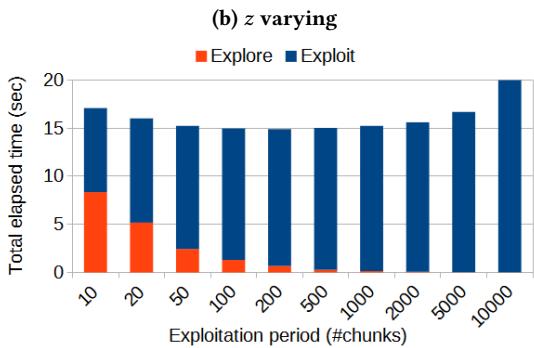 (b) z varying
Explore Exploit
Total elapsed time (sec)
20
15
10
5
0
10 20 50 100 200 500 1000 2000 5000 10000
Exploitation period (#chunks)